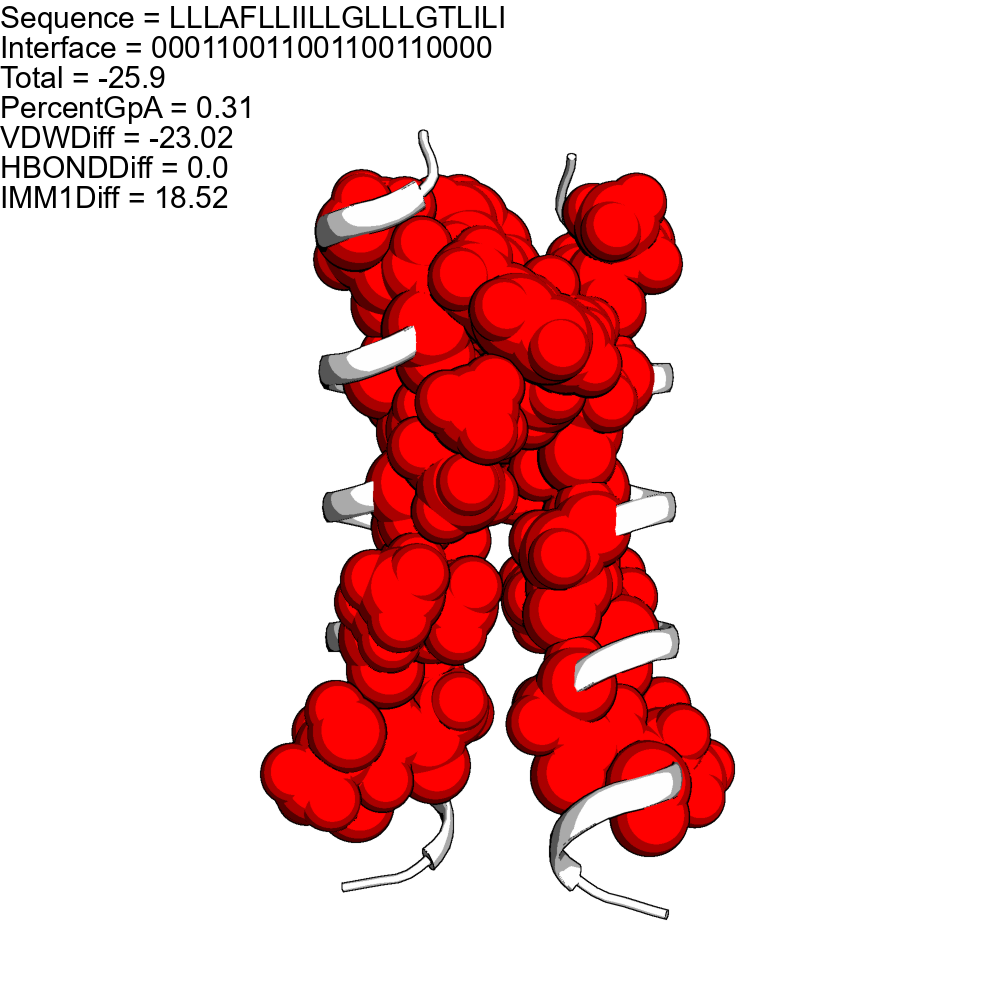 Sequence = LLLAFLLIILLGLLLGTLILI
Interface = 000110011001100110000
Total = -25.9
PercentGpA = 0.31
VDWDiff = -23.02
HBONDDiff = 0.0
IMM1Diff = 18.52